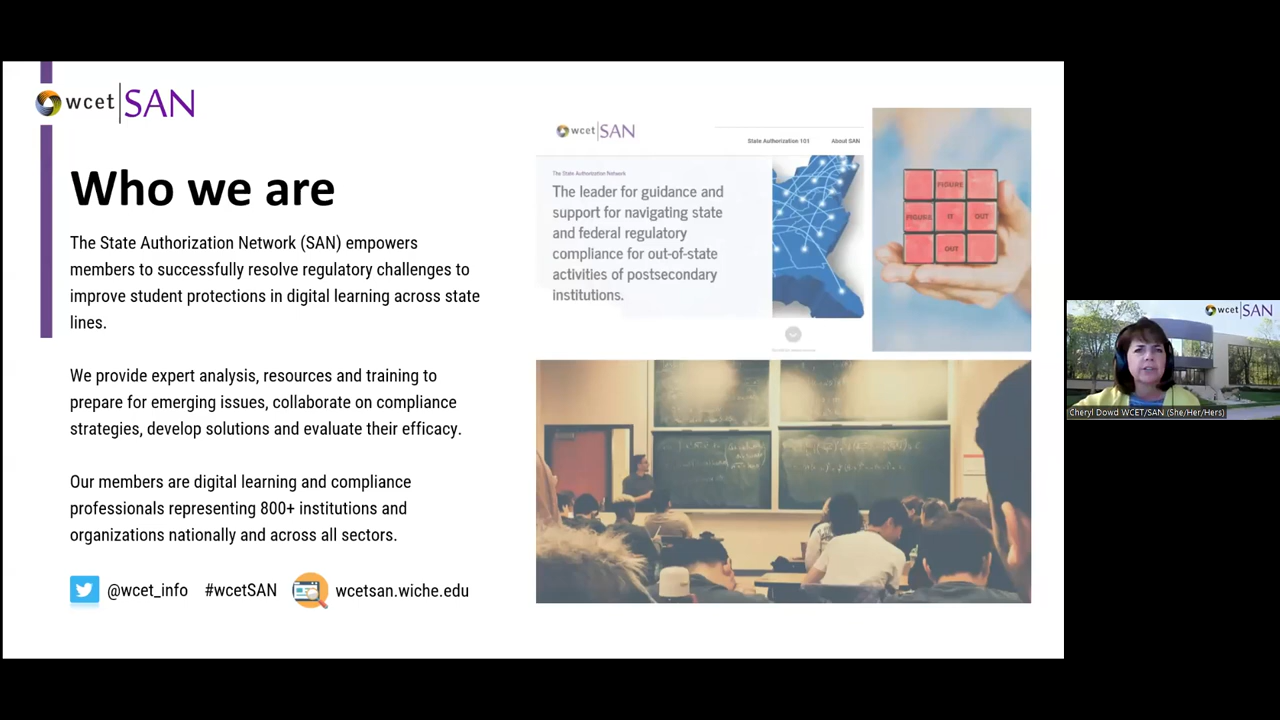 wcet SAN
Who we are
The State Authorization Network (SAN) empowers
members to successfully resolve regulatory challenges to
improve student protections in digital learning across state
lines.
We provide expert analysis, resources and training to
prepare for emerging issues, collaborate on compliance
strategies, develop solutions and evaluate their efficacy.
Our members are digital learning and compliance
professionals representing 800+ institutions and
organizations nationally and across all sectors.
@wcet_info #wcetSAN wcetsan.wiche.edu
wcet SAN
State Authorization 101 About SAN
The State Authorization Network
The leader for guidance and
support for navigating state
and federal regulatory
compliance for out-of-state
activities of postsecondary
institutions.
FIGURE
FIGURE IT OUT
OUT
wcet SAN
Cheryl Dowd WCET/SAN (She/Her/Hers)